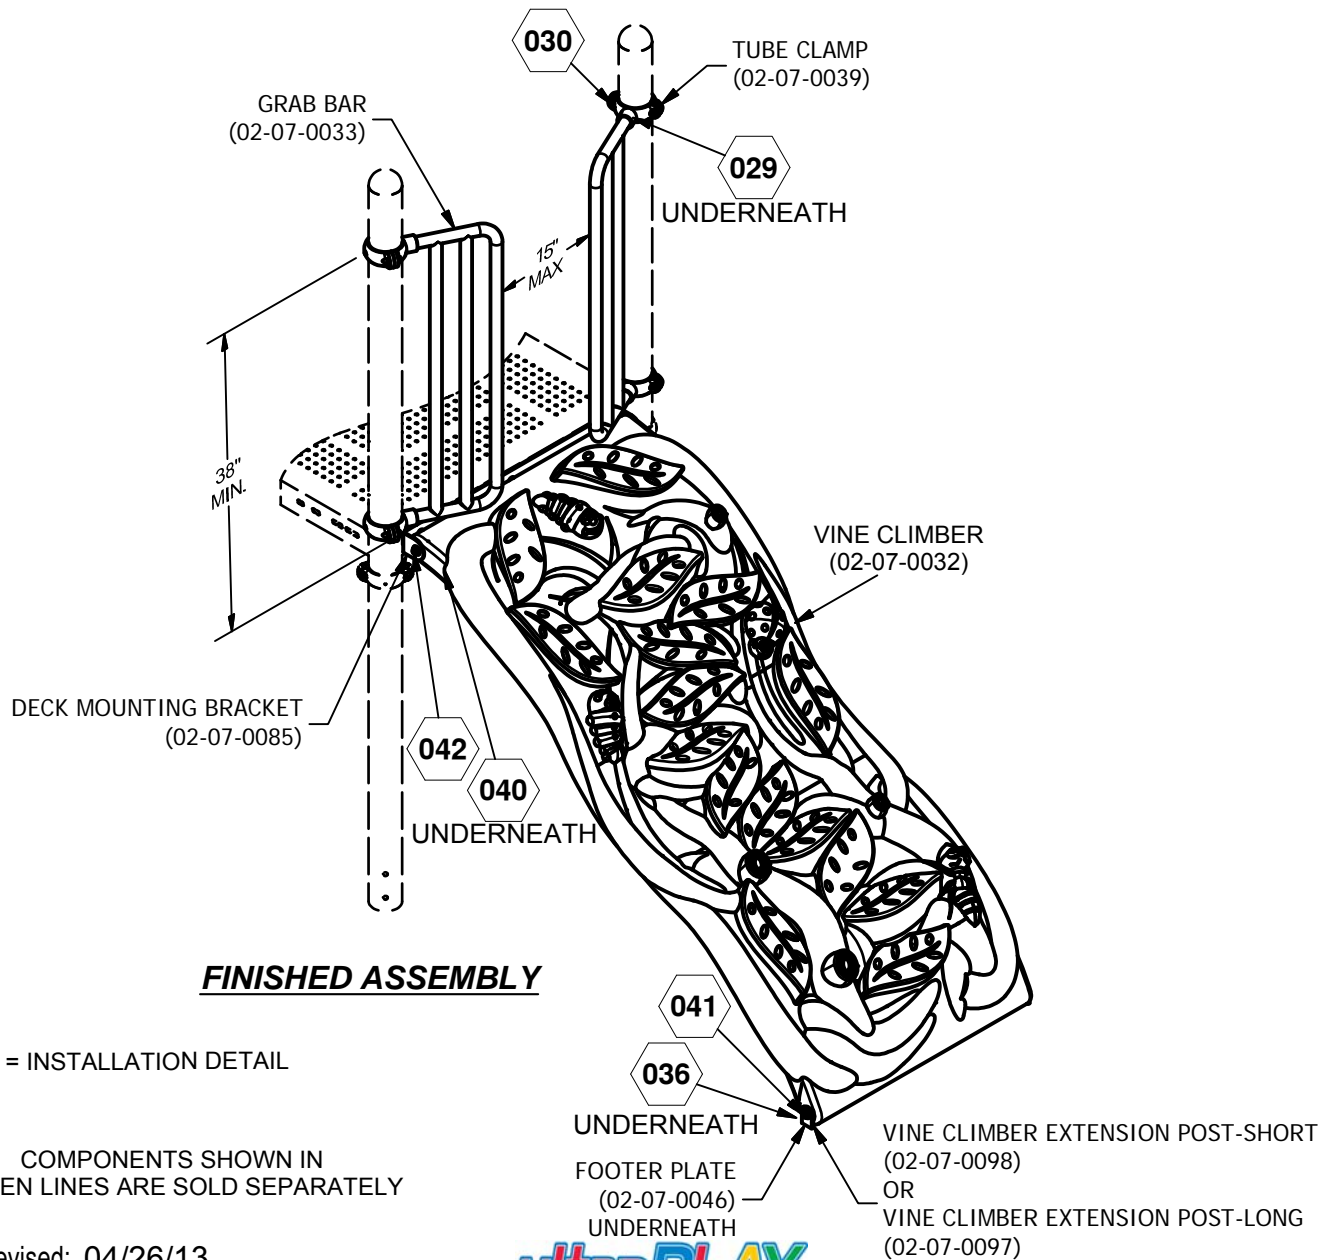 030
TUBE CLAMP
(02-07-0039)
GRAB BAR
(02-07-0033)
029
UNDERNEATH
15"
MAX
38"
MIN.
VINE CLIMBER
(02-07-0032)
DECK MOUNTING BRACKET
(02-07-0085)
042
040
UNDERNEATH
FINISHED ASSEMBLY
041
= INSTALLATION DETAIL
036
UNDERNEATH
VINE CLIMBER EXTENSION POST-SHORT
(02-07-0098)
OR
VINE CLIMBER EXTENSION POST-LONG
(02-07-0097)
COMPONENTS SHOWN IN
EN LINES ARE SOLD SEPARATELY
FOOTER PLATE
(02-07-0046)
UNDERNEATH
evised: 04/26/13
ultra PLAY